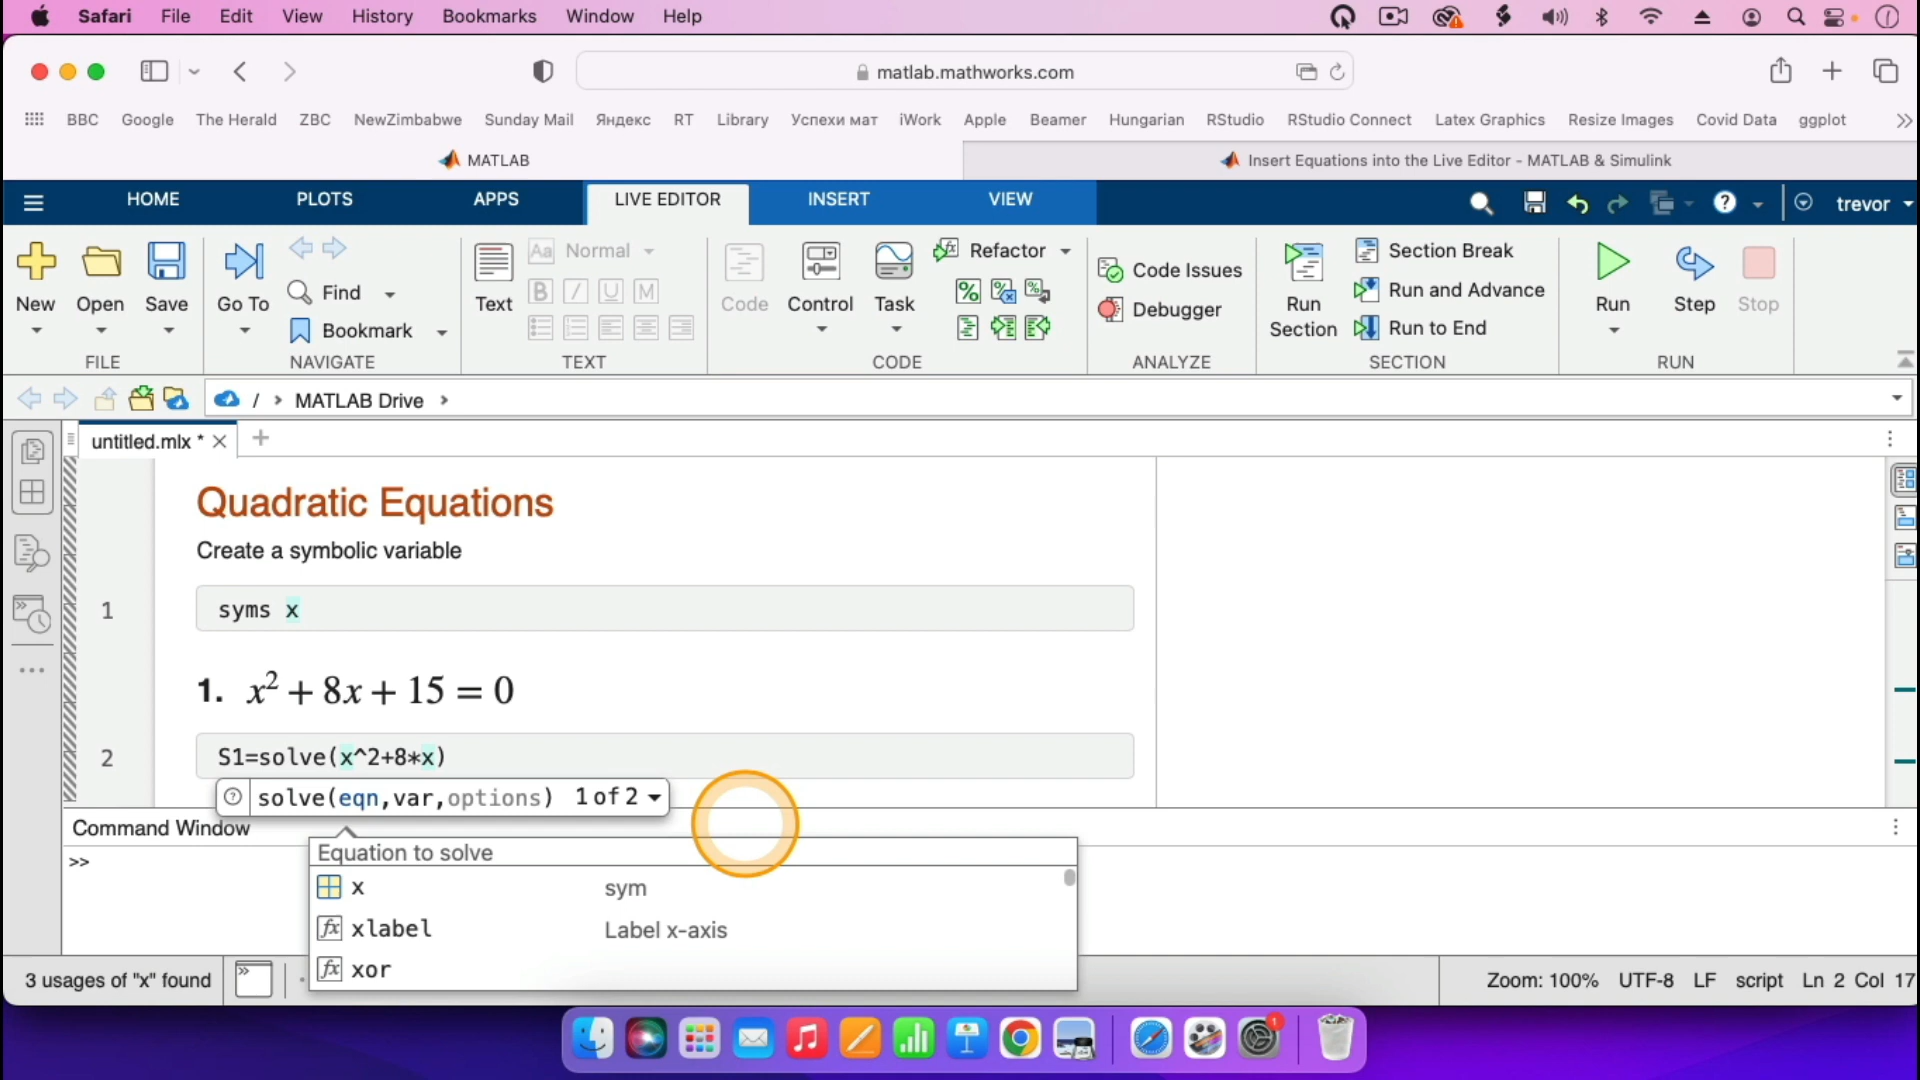 Safari File Edit View History Bookmarks Window Help
matlab.mathworks.com
BBC Google The Herald ZBC NewZimbabwe Sunday Mail Яндекс RT Library Успехи мат iWork Apple Beamer Hungarian RStudio RStudio Connect Latex Graphics Resize Images Covid Data ggplot
MATLAB Insert Equations into the Live Editor - MATLAB & Simulink
HOME PLOTS APPS LIVE EDITOR INSERT VIEW trevor
Normal Refactor Section Break
Code Issues
Find Run and Advance
New Open Save Go To Text Code Control Task Debugger Run Section Run Step Stop
Bookmark Run to End
FILE NAVIGATE TEXT CODE ANALYZE SECTION RUN
/ > MATLAB Drive >
untitled.mlx * × +
Quadratic Equations
Create a symbolic variable
1 syms x
1. x² + 8x + 15 = 0
2 S1=solve(x^2+8*x)
solve(eqn,var,options) 1 of 2
Command Window
>>
Equation to solve
x sym
xlabel Label x-axis
xor
3 usages of "x" found Zoom: 100% UTF-8 LF script Ln 2 Col 17
1